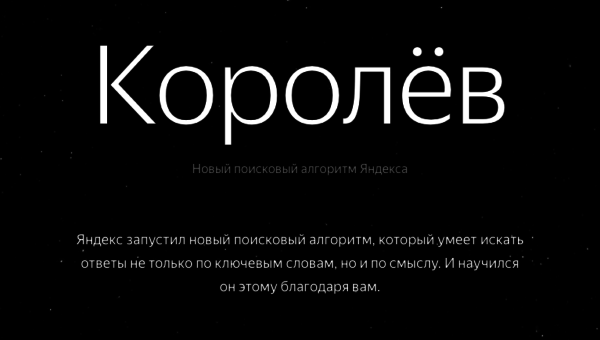 Королёв
Новый поисковый алгоритм Яндекса
Яндекс запустил новый поисковый алгоритм, который умеет искать
ответы не только по ключевым словам, но и по смыслу. И научился
он этому благодаря вам.